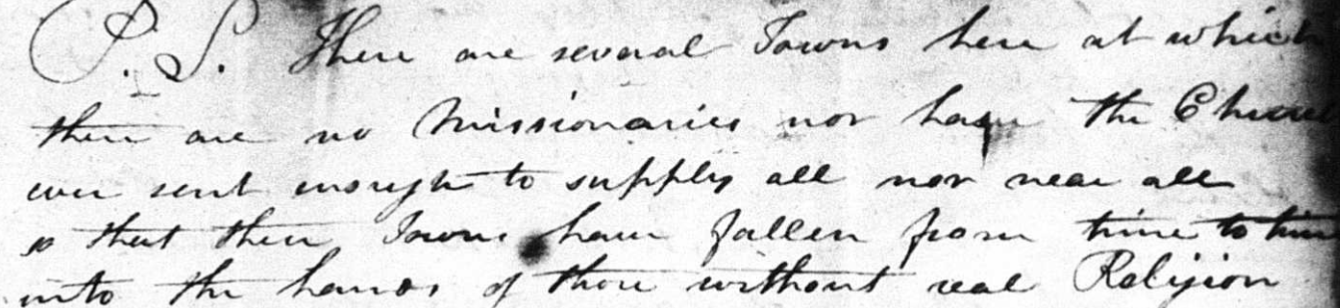 P. S. There are several Towns here at which
there are no Missionaries nor have the Church
ever sent enough to supply all nor near all
so that these Towns have fallen from time to time
into the hands of those without real Religion